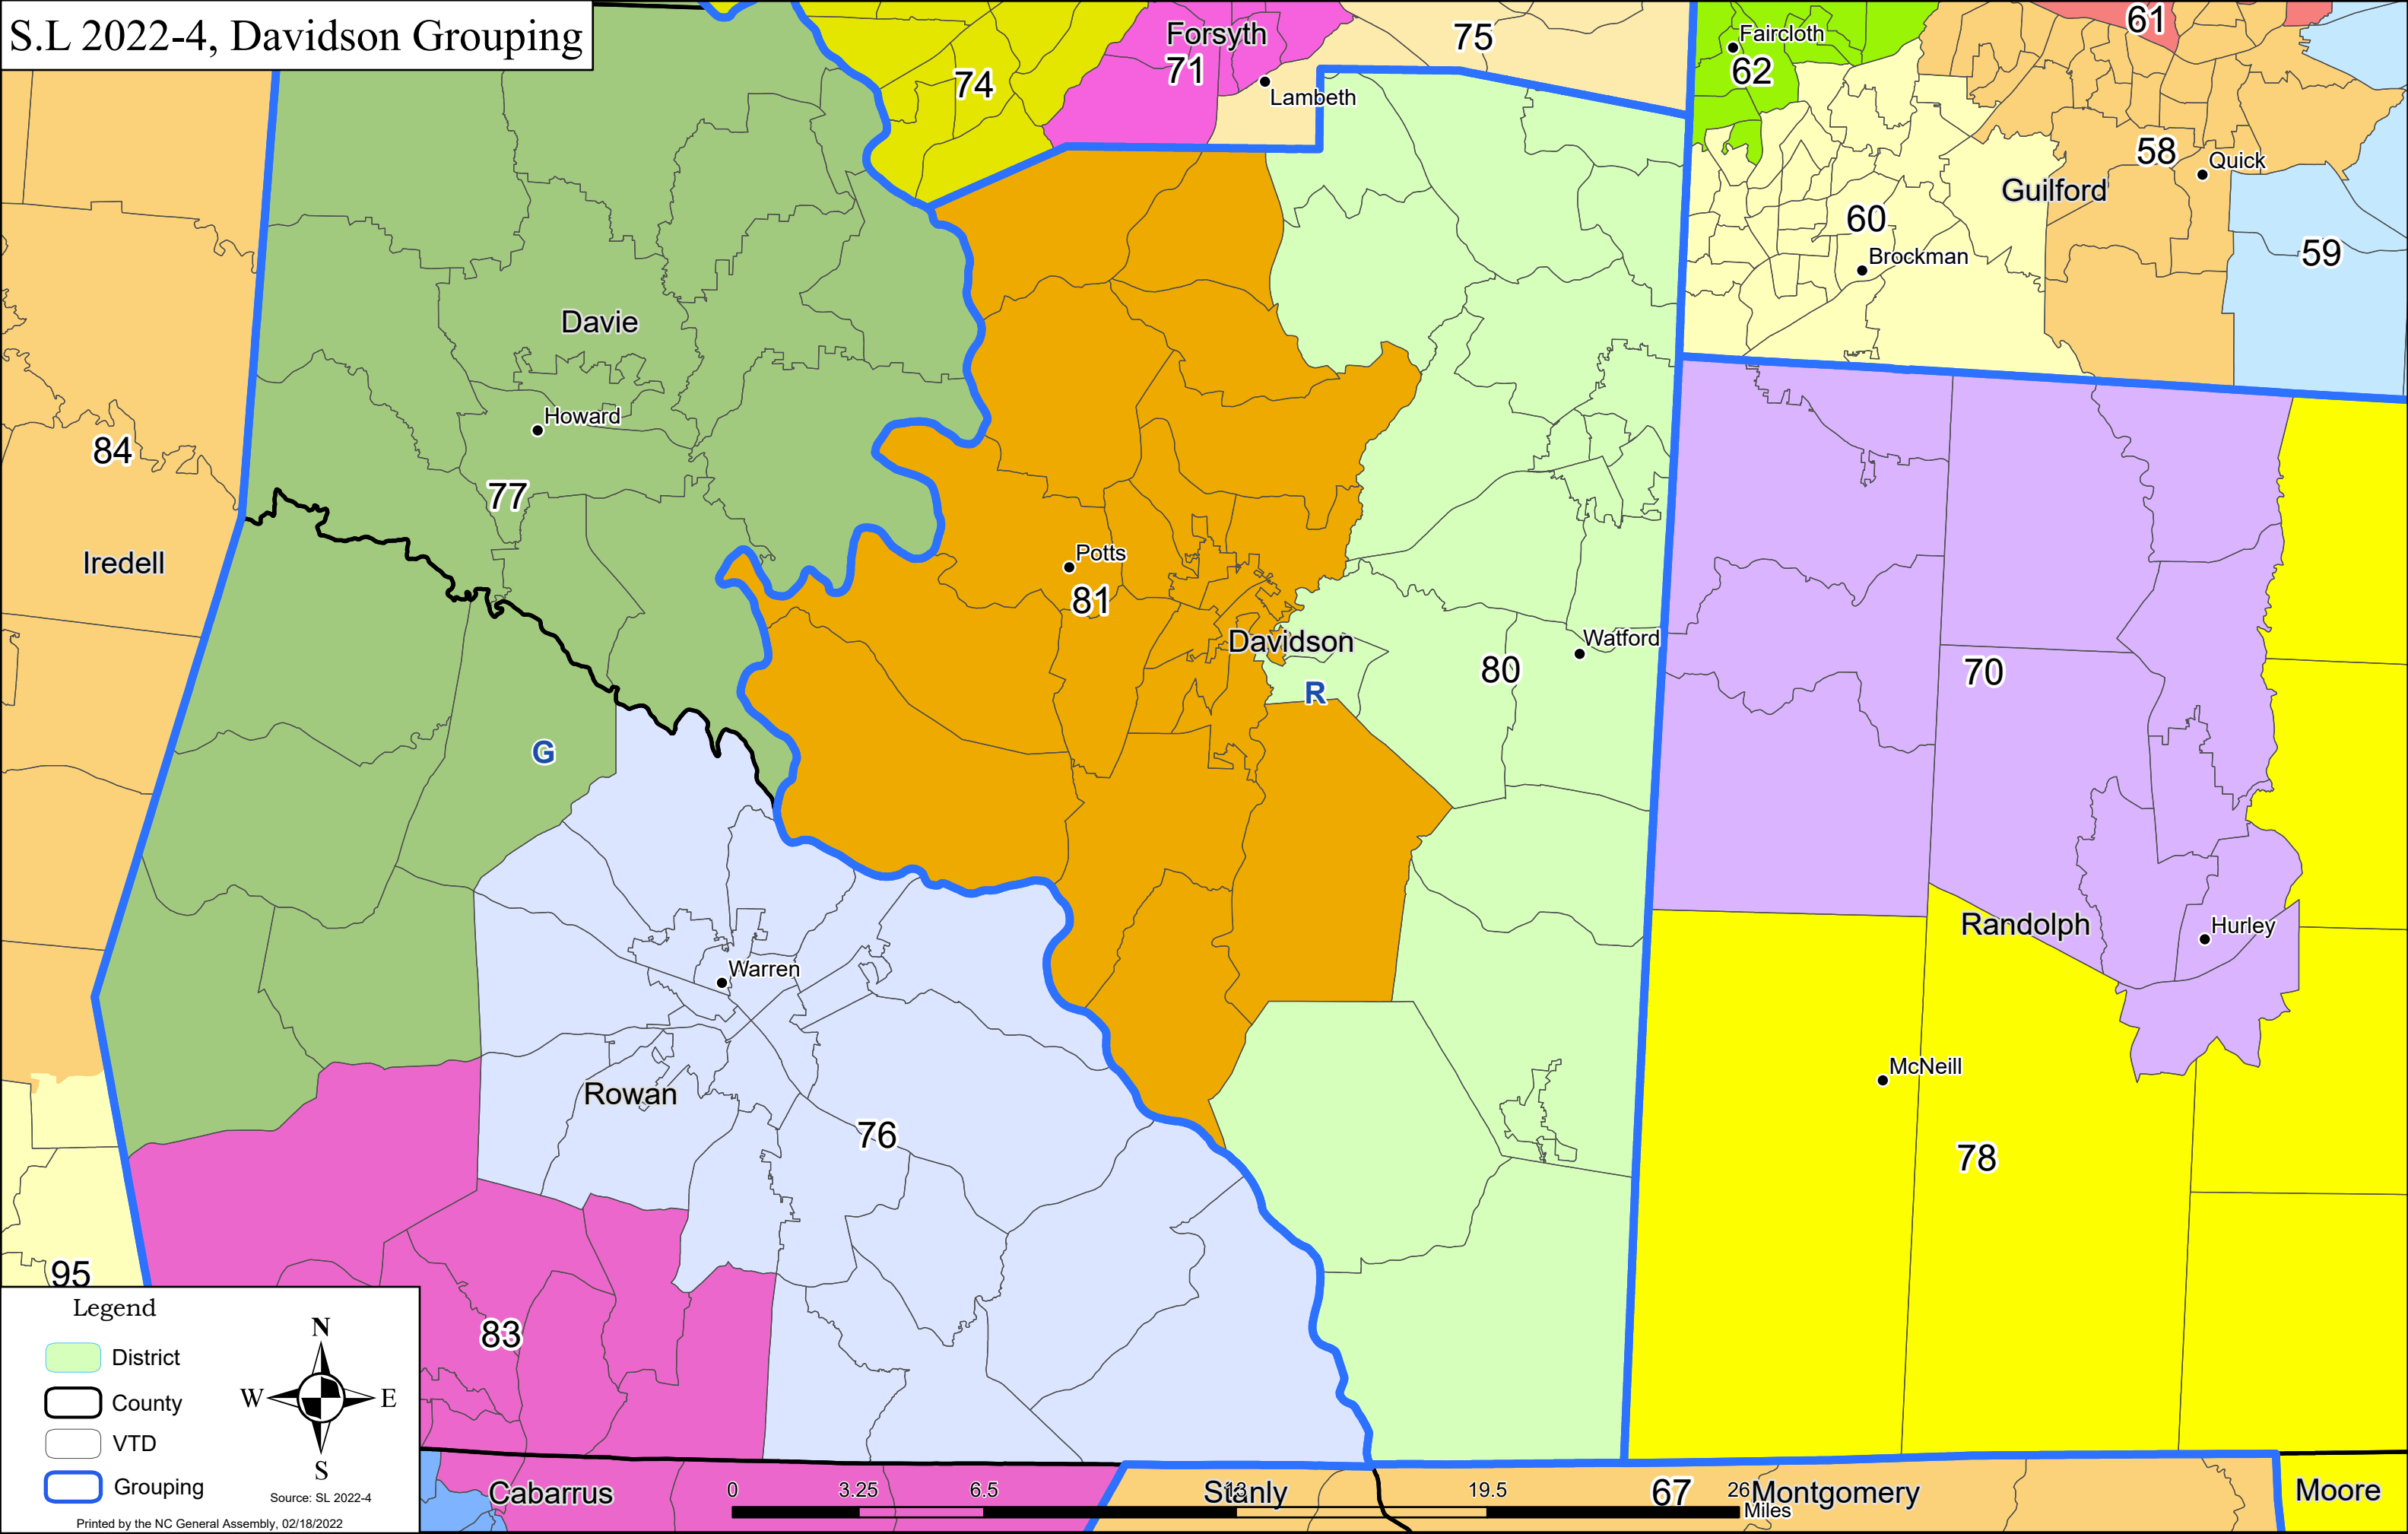 S.L 2022-4, Davidson Grouping
Forsyth
75
Faircloth
61
74
71
62
Lambeth
58
Quick
Guilford
60
59
Brockman
Davie
Howard
84
77
Potts
Iredell
81
Davidson
Watford
80
70
R
G
Randolph
Hurley
Warren
McNeill
Rowan
76
78
95
83
Legend
District
County
VTD
Grouping
N
W
E
S
Source: SL 2022-4
Printed by the NC General Assembly, 02/18/2022
Cabarrus
Stanly
67
Montgomery
Moore
0 3.25 6.5 13 19.5 26
Miles